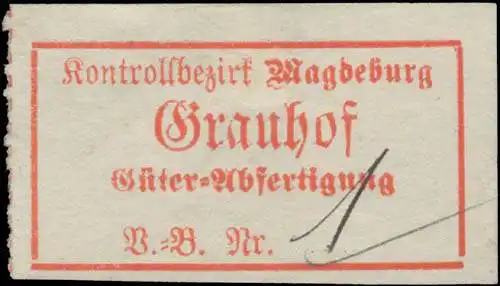 Kontrollbezirk Magdeburg
Grauhof
Güter=Abfertigung
V.=B. Nr. 1